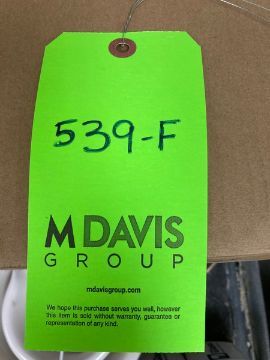 539-F
M DAVIS
GROUP
mdavisgroup.com
We hope this purchase serves you well, however
this item is sold without warranty, guarantee or
representation of any kind.